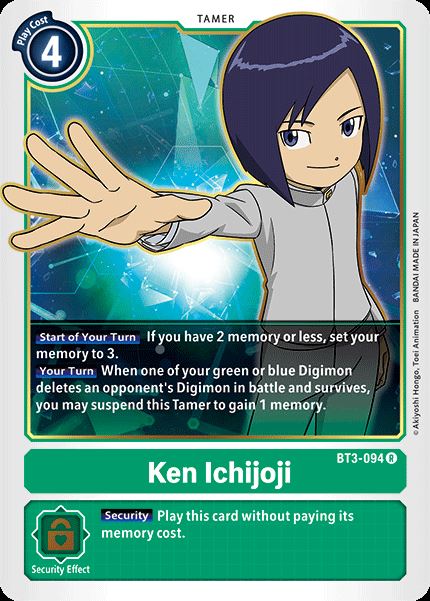 TAMER
Play Cost
4
Start of Your Turn If you have 2 memory or less, set your
memory to 3.
Your Turn When one of your green or blue Digimon
deletes an opponent's Digimon in battle and survives,
you may suspend this Tamer to gain 1 memory.
© Akiyoshi Hongo, Toei Animation BANDAI MADE IN JAPAN
BT3-094 R
Ken Ichijoji
Security Play this card without paying its
memory cost.
Security Effect